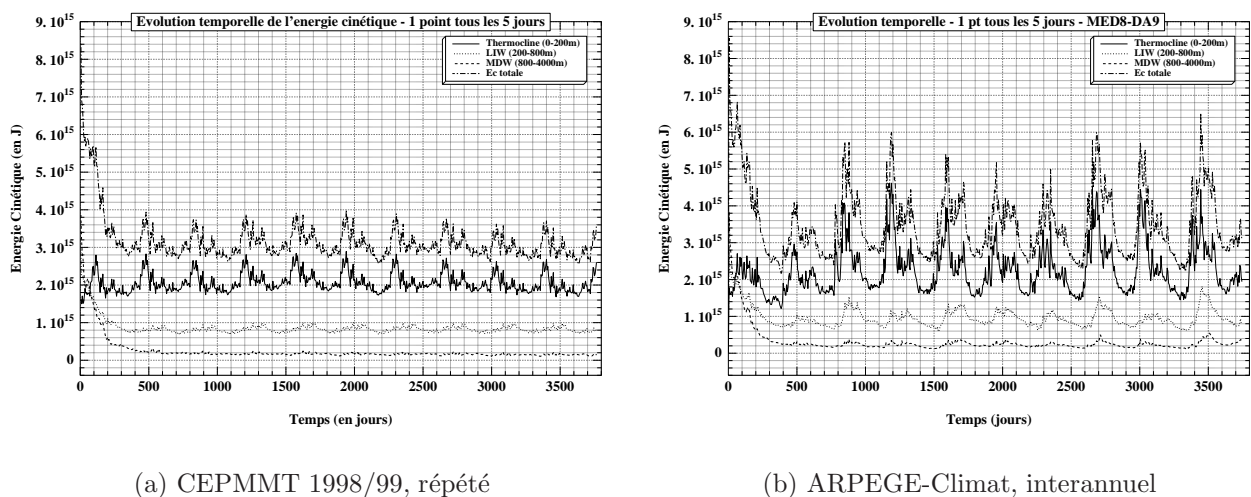 Evolution temporelle de l'energie cinétique - 1 point tous les 5 jours
Thermocline (0-200m)
LIW (200-800m)
MDW (800-4000m)
Ec totale
Energie Cinétique (en J)
9. 10^15
8. 10^15
7. 10^15
6. 10^15
5. 10^15
4. 10^15
3. 10^15
2. 10^15
1. 10^15
0
0 500 1000 1500 2000 2500 3000 3500
Temps (en jours)
(a) CEPMMT 1998/99, répété
Evolution temporelle - 1 pt tous les 5 jours - MED8-DA9
Thermocline (0-200m)
LIW (200-800m)
MDW (800-4000m)
Ec totale
Energie Cinétique (en J)
9. 10^15
8. 10^15
7. 10^15
6. 10^15
5. 10^15
4. 10^15
3. 10^15
2. 10^15
1. 10^15
0
0 500 1000 1500 2000 2500 3000 3500
Temps (jours)
(b) ARPEGE-Climat, interannuel